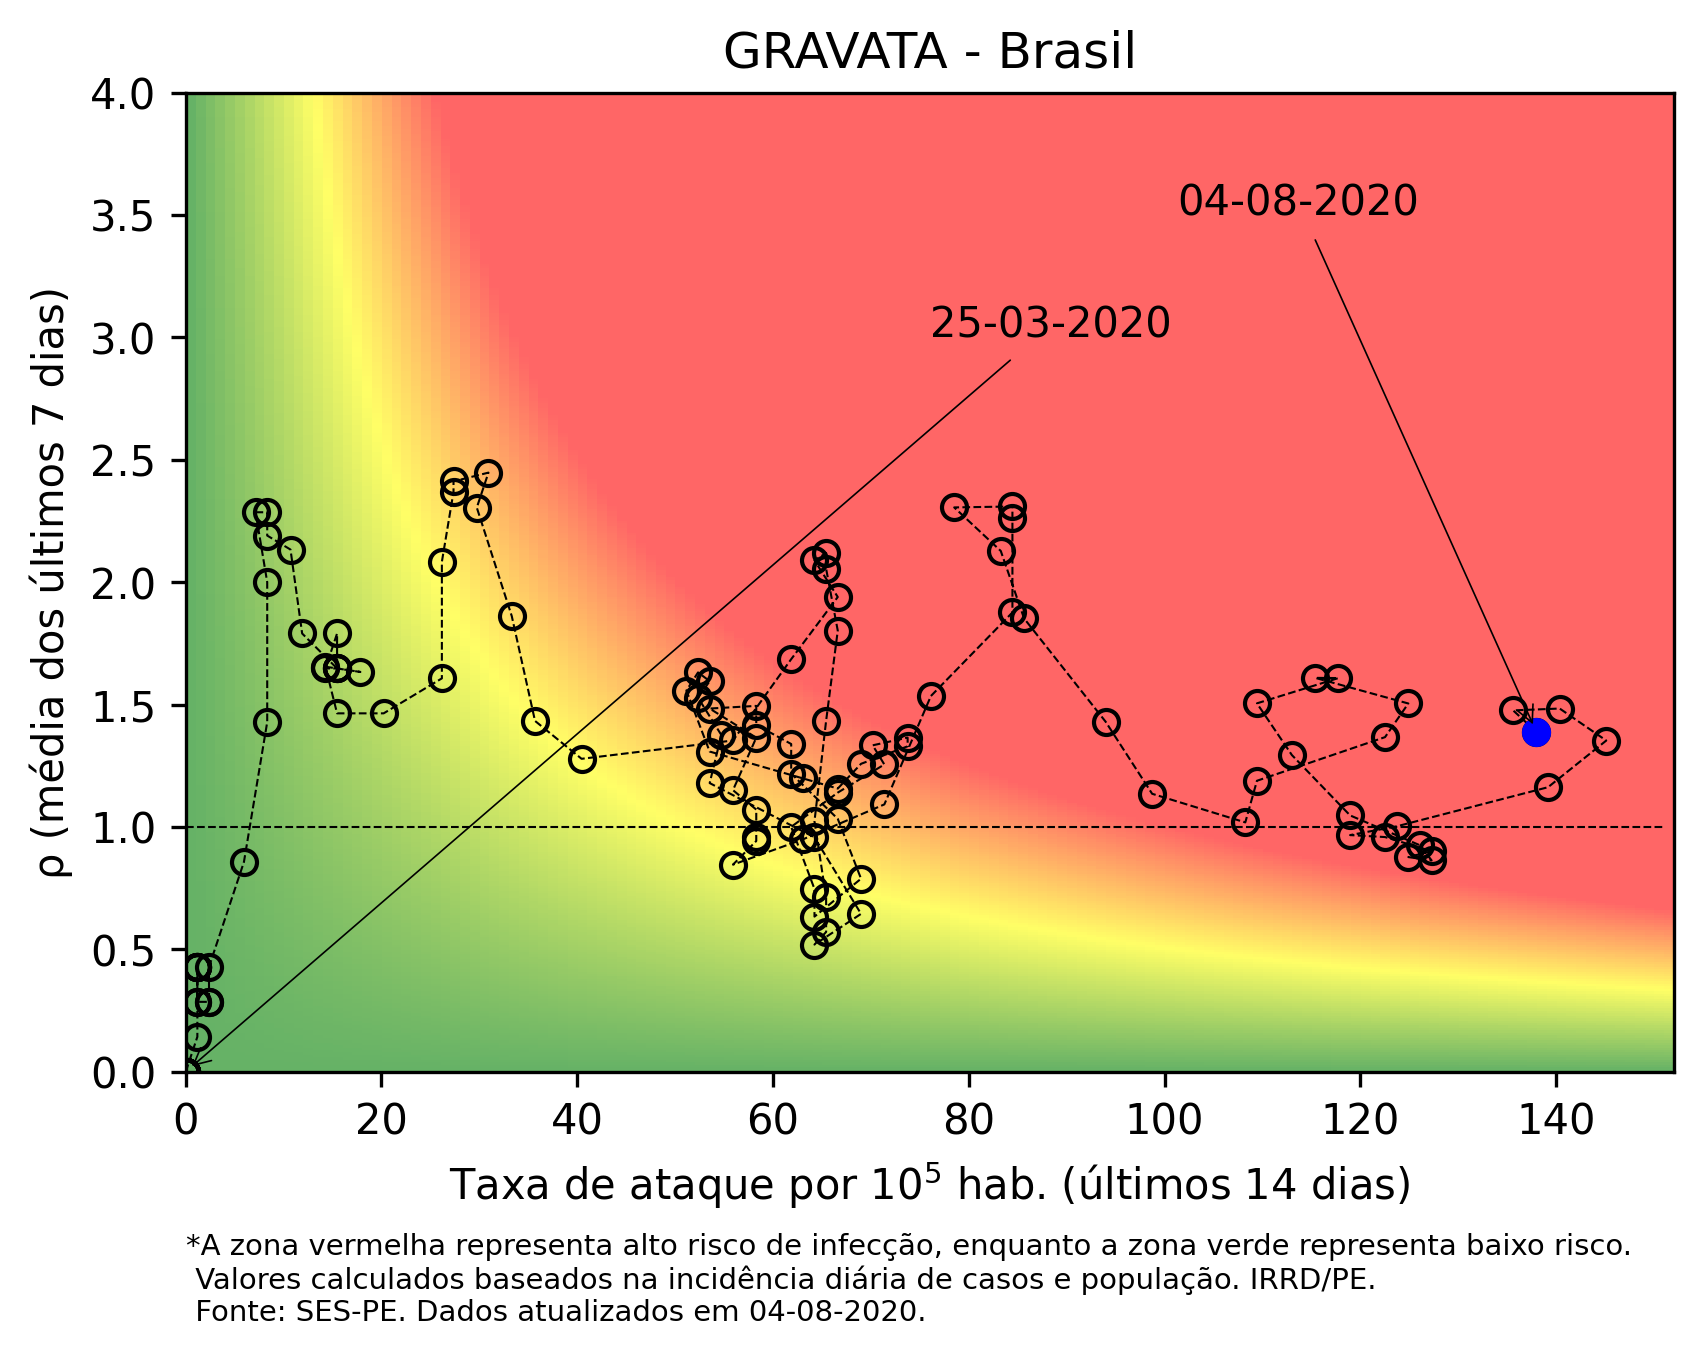 GRAVATA - Brasil
4.0
3.5
3.0
2.5
2.0
1.5
1.0
0.5
0.0
ρ (média dos últimos 7 dias)
04-08-2020
25-03-2020
0 20 40 60 80 100 120 140
Taxa de ataque por 10⁵ hab. (últimos 14 dias)
*A zona vermelha representa alto risco de infecção, enquanto a zona verde representa baixo risco.
Valores calculados baseados na incidência diária de casos e população. IRRD/PE.
Fonte: SES-PE. Dados atualizados em 04-08-2020.